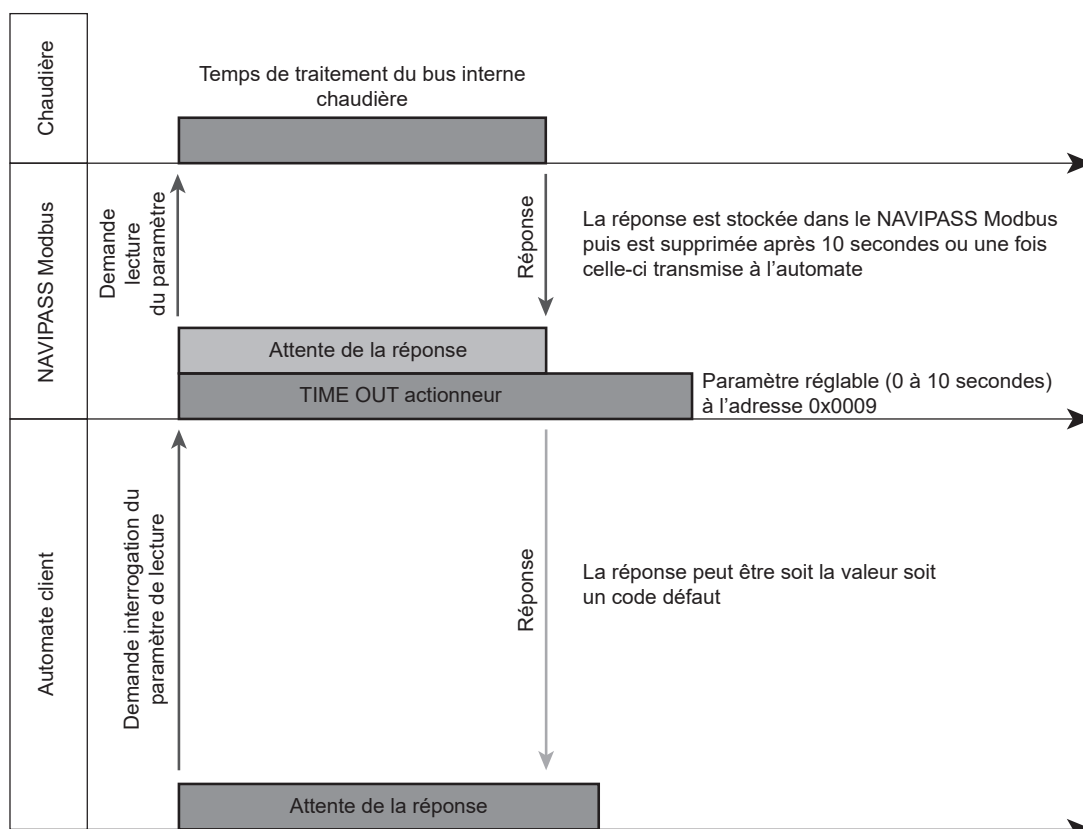 Chaudière
Temps de traitement du bus interne
chaudière
NAVIPASS Modbus
Demande
lecture
du paramètre
Réponse
La réponse est stockée dans le NAVIPASS Modbus
puis est supprimée après 10 secondes ou une fois
celle-ci transmise à l’automate
Attente de la réponse
TIME OUT actionneur
Paramètre réglable (0 à 10 secondes)
à l’adresse 0x0009
Automate client
Demande interrogation du
paramètre de lecture
Réponse
La réponse peut être soit la valeur soit
un code défaut
Attente de la réponse